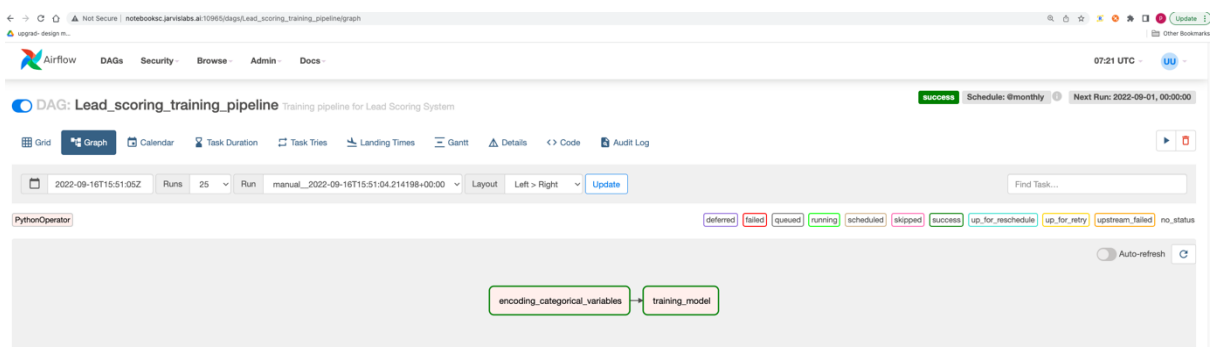 Not Secure | notebooksc.jarvislabs.ai:10965/dags/Lead_scoring_training_pipeline/graph
Update
upgrad- design m...
Other Bookmarks
Airflow DAGs Security Browse Admin Docs 07:21 UTC UU
DAG: Lead_scoring_training_pipeline Training pipeline for Lead Scoring System success Schedule: @monthly Next Run: 2022-09-01, 00:00:00
Grid Graph Calendar Task Duration Task Tries Landing Times Gantt Details <> Code Audit Log
2022-09-16T15:51:05Z Runs 25 Run manual__2022-09-16T15:51:04.214198+00:00 Layout Left > Right Update Find Task...
PythonOperator deferred failed queued running scheduled skipped success up_for_reschedule up_for_retry upstream_failed no_status
Auto-refresh
encoding_categorical_variables training_model